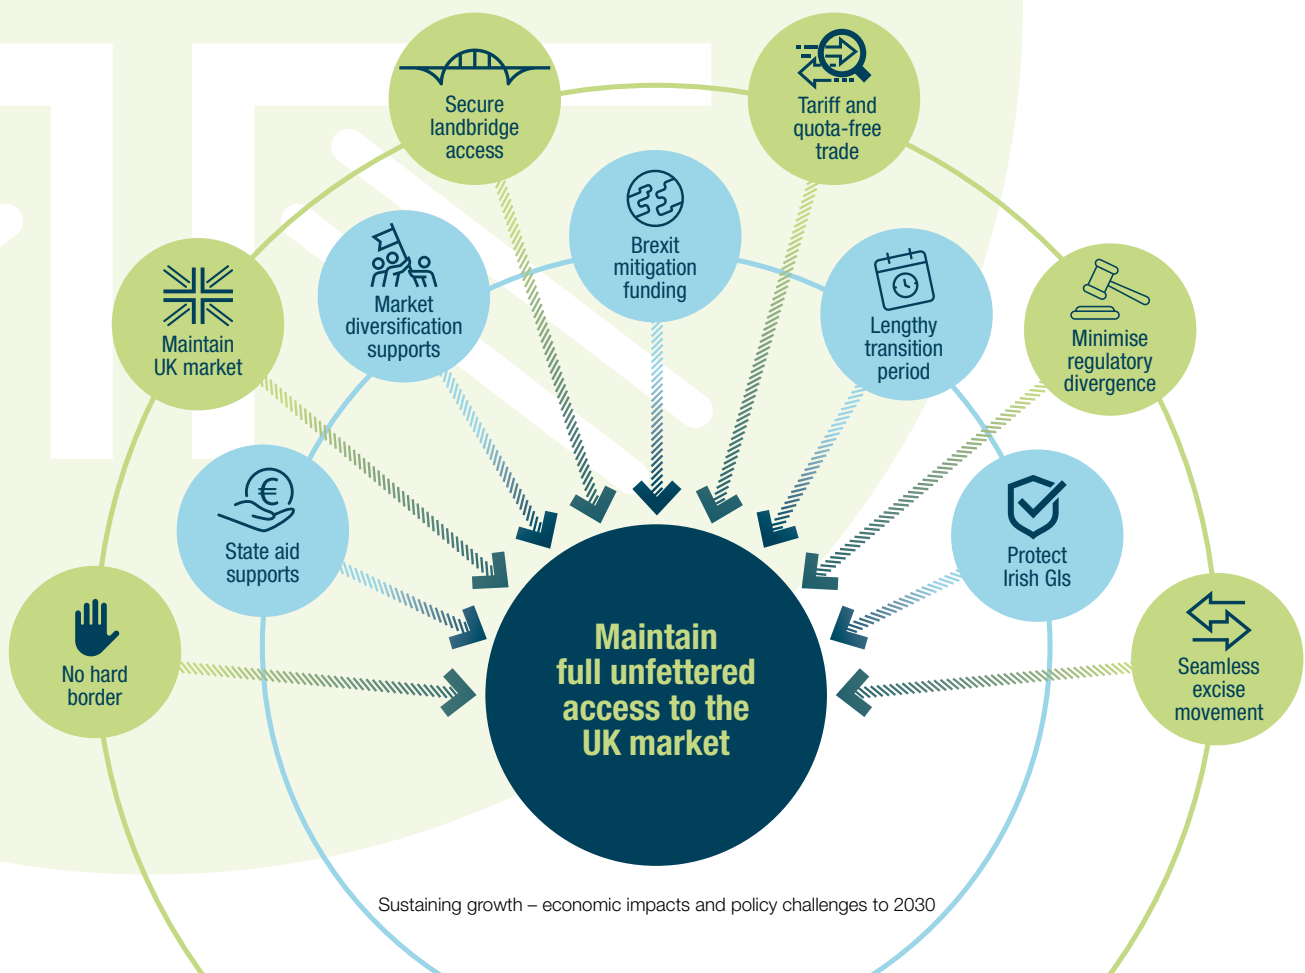 Secure
landbridge
access
Tariff and
quota-free
trade
Brexit
mitigation
funding
Market
diversification
supports
Lengthy
transition
period
Maintain
UK market
Minimise
regulatory
divergence
€
State aid
supports
Protect
Irish GIs
No hard
border
Seamless
excise
movement
Maintain
full unfettered
access to the
UK market
Sustaining growth – economic impacts and policy challenges to 2030